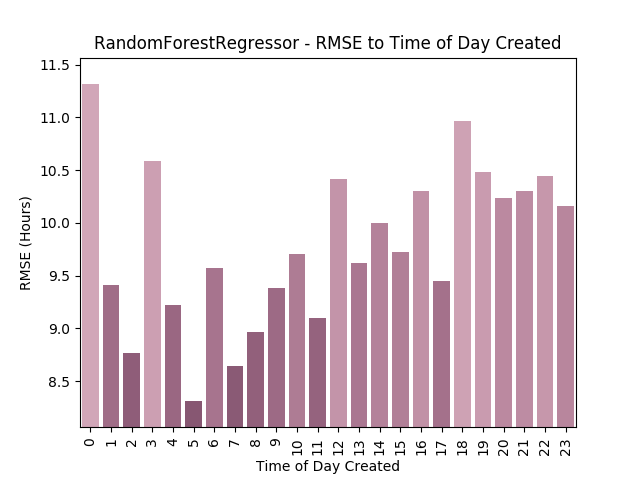 RandomForestRegressor - RMSE to Time of Day Created
11.5
11.0
10.5
10.0
9.5
9.0
8.5
RMSE (Hours)
0 1 2 3 4 5 6 7 8 9 10 11 12 13 14 15 16 17 18 19 20 21 22 23
Time of Day Created